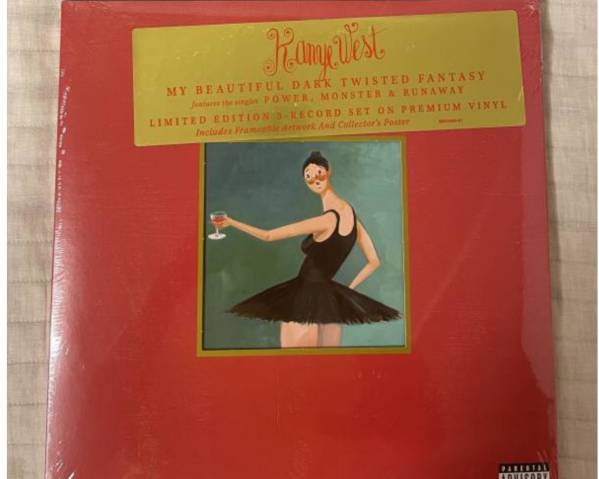 Kanye West
MY BEAUTIFUL DARK TWISTED FANTASY
features the singles POWER, MONSTER & RUNAWAY
LIMITED EDITION 3-RECORD SET ON PREMIUM VINYL
Includes Frameable Artwork And Collector's Poster
PARENTAL
ADVISORY